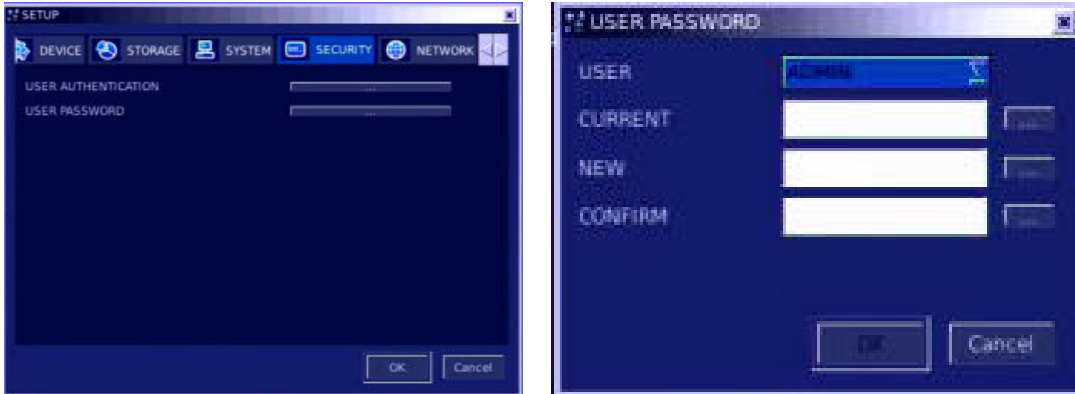 SETUP
DEVICE STORAGE SYSTEM SECURITY NETWORK
USER AUTHENTICATION ...
USER PASSWORD ...
OK Cancel
USER PASSWORD
USER ADMIN
CURRENT ...
NEW ...
CONFIRM ...
OK Cancel